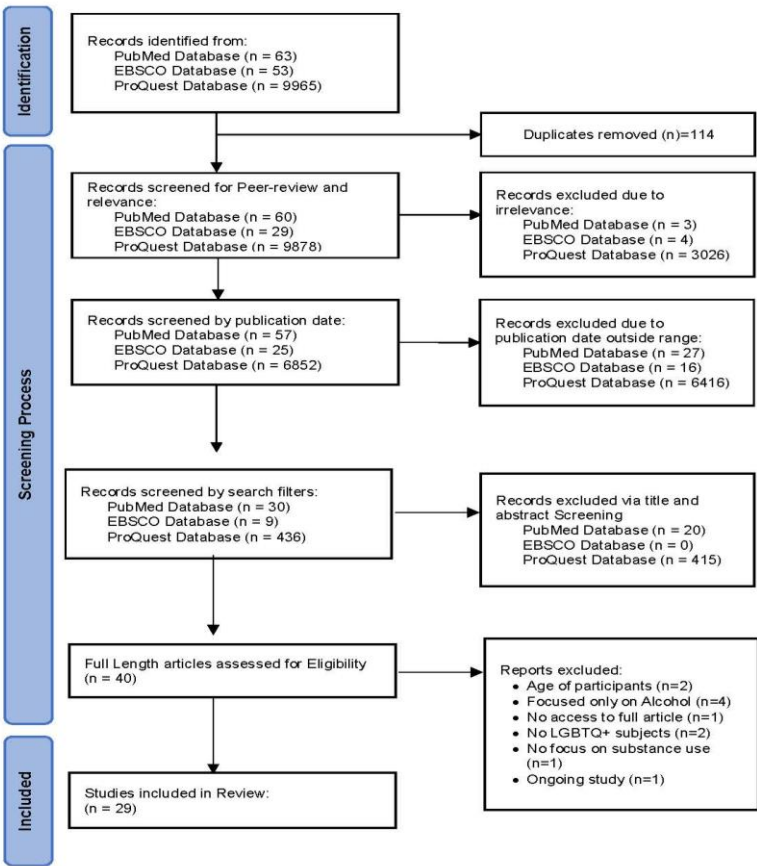 Identification
Records identified from:
PubMed Database (n = 63)
EBSCO Database (n = 53)
ProQuest Database (n = 9965)
Duplicates removed (n)=114
Screening Process
Records screened for Peer-review and
relevance:
PubMed Database (n = 60)
EBSCO Database (n = 29)
ProQuest Database (n = 9878)
Records excluded due to
irrelevance:
PubMed Database (n = 3)
EBSCO Database (n = 4)
ProQuest Database (n = 3026)
Records screened by publication date:
PubMed Database (n = 57)
EBSCO Database (n = 25)
ProQuest Database (n = 6852)
Records excluded due to
publication date outside range:
PubMed Database (n = 27)
EBSCO Database (n = 16)
ProQuest Database (n = 6416)
Records screened by search filters:
PubMed Database (n = 30)
EBSCO Database (n = 9)
ProQuest Database (n = 436)
Records excluded via title and
abstract Screening
PubMed Database (n = 20)
EBSCO Database (n = 0)
ProQuest Database (n = 415)
Full Length articles assessed for Eligibility
(n = 40)
Reports excluded:
• Age of participants (n=2)
• Focused only on Alcohol (n=4)
• No access to full article (n=1)
• No LGBTQ+ subjects (n=2)
• No focus on substance use
(n=1)
• Ongoing study (n=1)
Included
Studies included in Review:
(n = 29)